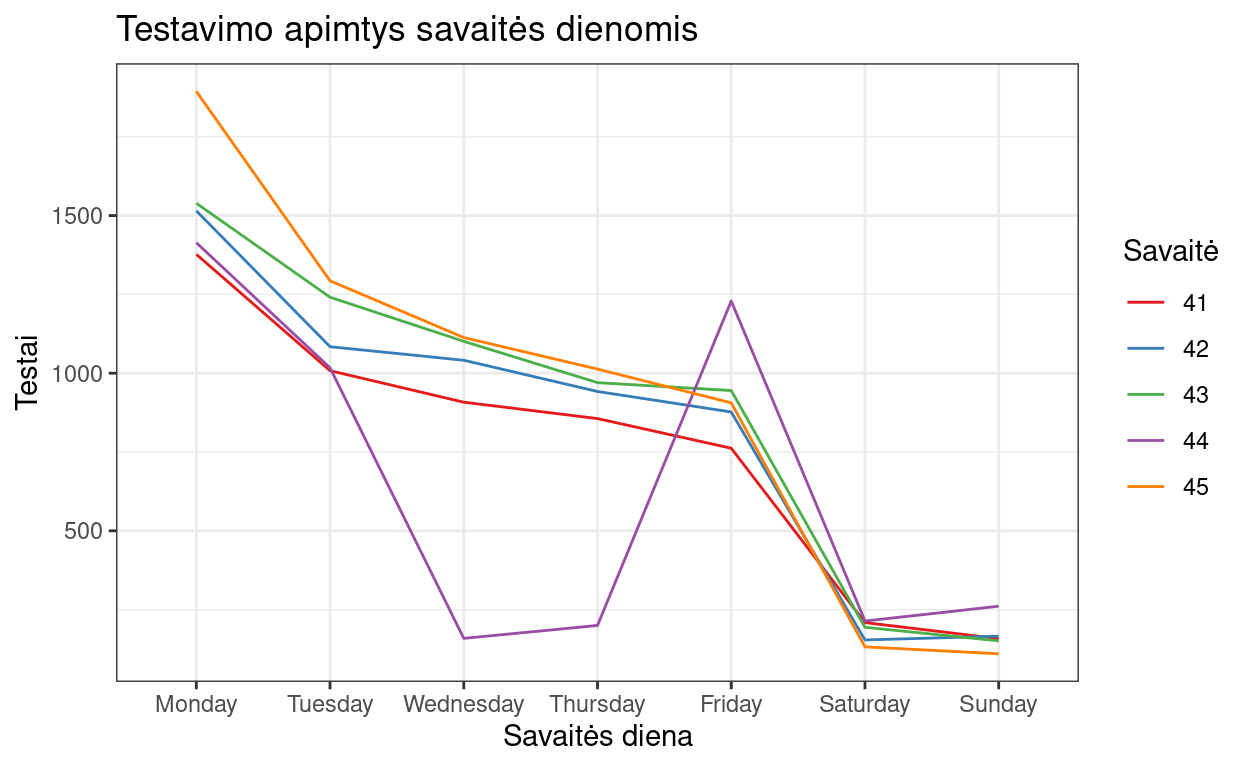 Testavimo apimtys savaitės dienomis
Testai
1500
1000
500
Monday Tuesday Wednesday Thursday Friday Saturday Sunday
Savaitės diena
Savaitė
41
42
43
44
45